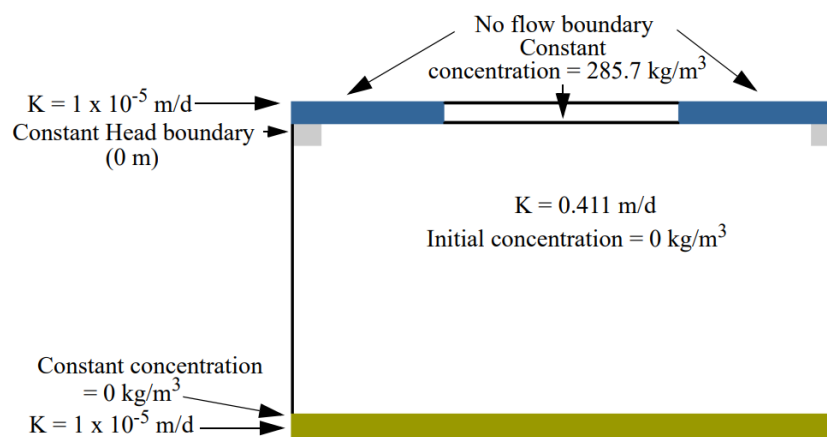 No flow boundary
Constant
concentration = 285.7 kg/m³
K = 1 x 10⁻⁵ m/d
Constant Head boundary
(0 m)
K = 0.411 m/d
Initial concentration = 0 kg/m³
Constant concentration
= 0 kg/m³
K = 1 x 10⁻⁵ m/d